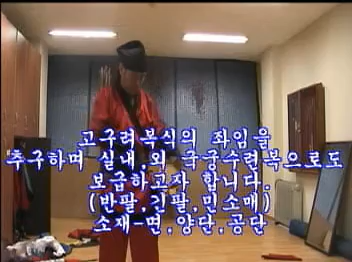 고구려복식의 좌임을
추구하며 실내,외 국궁수련복으로도
보급하고자 합니다.
(반팔,긴팔,민소매)
소재-면,양단,공단